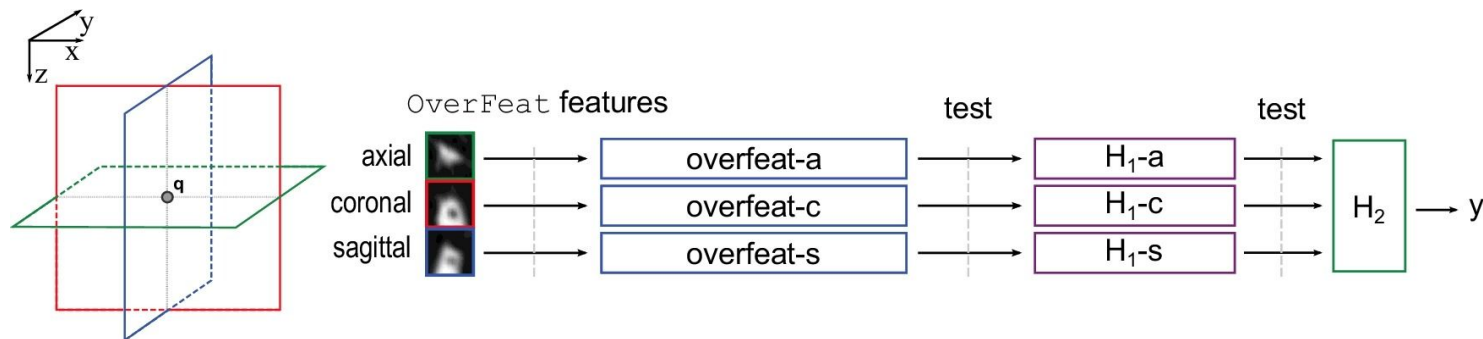 y
x
z
q
OverFeat features
test
test
axial
overfeat-a
H₁-a
coronal
overfeat-c
H₁-c
H₂
y
sagittal
overfeat-s
H₁-s